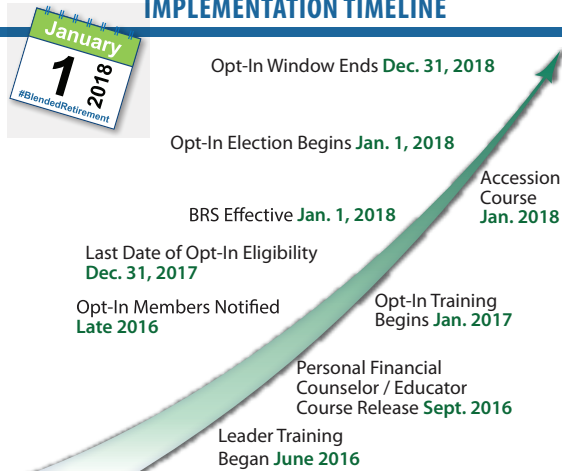 IMPLEMENTATION TIMELINE
January
1
2018
#BlendedRetirement
Opt-In Window Ends Dec. 31, 2018
Opt-In Election Begins Jan. 1, 2018
Accession
Course
Jan. 2018
BRS Effective Jan. 1, 2018
Last Date of Opt-In Eligibility
Dec. 31, 2017
Opt-In Members Notified
Late 2016
Opt-In Training
Begins Jan. 2017
Personal Financial
Counselor / Educator
Course Release Sept. 2016
Leader Training
Began June 2016